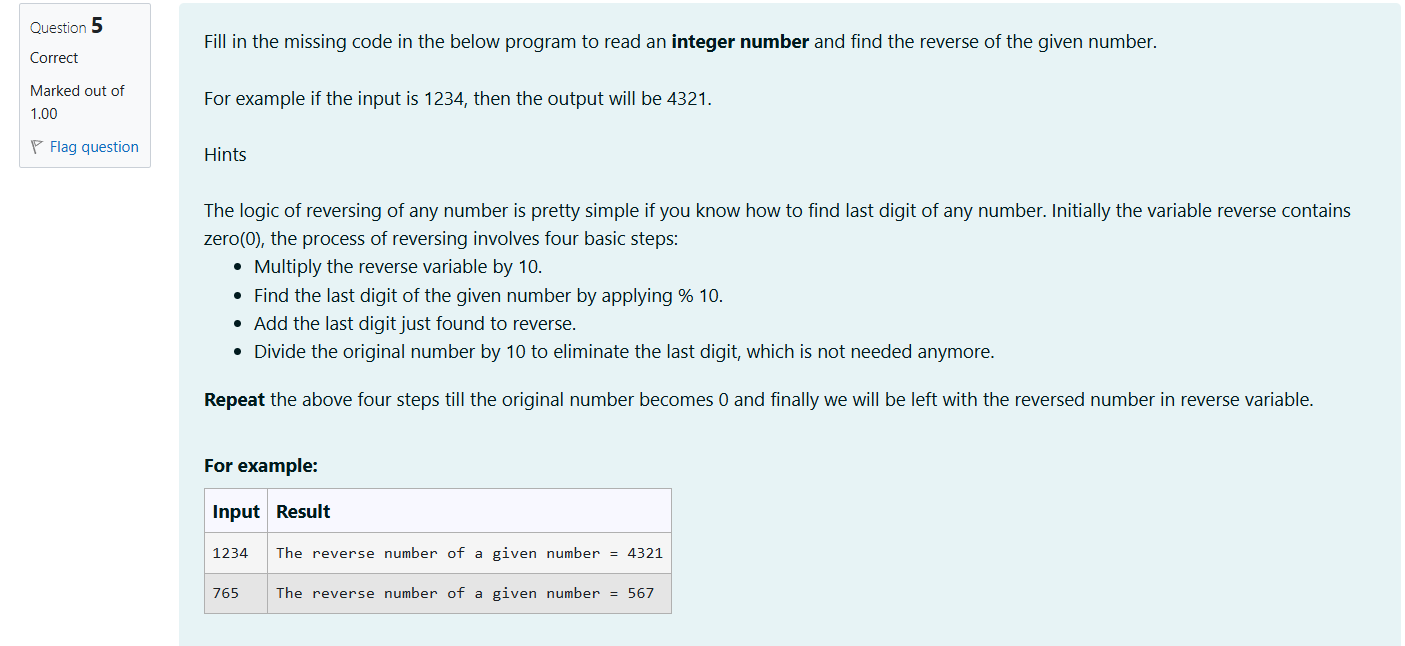 Question 5
Correct
Marked out of
1.00
Flag question
Fill in the missing code in the below program to read an integer number and find the reverse of the given number.
For example if the input is 1234, then the output will be 4321.
Hints
The logic of reversing of any number is pretty simple if you know how to find last digit of any number. Initially the variable reverse contains
zero(0), the process of reversing involves four basic steps:
• Multiply the reverse variable by 10.
• Find the last digit of the given number by applying % 10.
• Add the last digit just found to reverse.
• Divide the original number by 10 to eliminate the last digit, which is not needed anymore.
Repeat the above four steps till the original number becomes 0 and finally we will be left with the reversed number in reverse variable.
For example:
Input Result
1234 The reverse number of a given number = 4321
765 The reverse number of a given number = 567